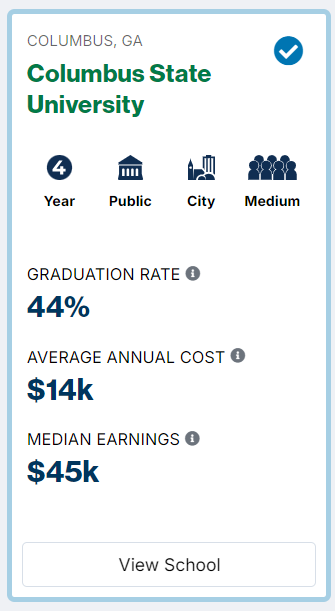 COLUMBUS, GA
Columbus State
University
4
Year Public City Medium
GRADUATION RATE i
44%
AVERAGE ANNUAL COST i
$14k
MEDIAN EARNINGS i
$45k
View School